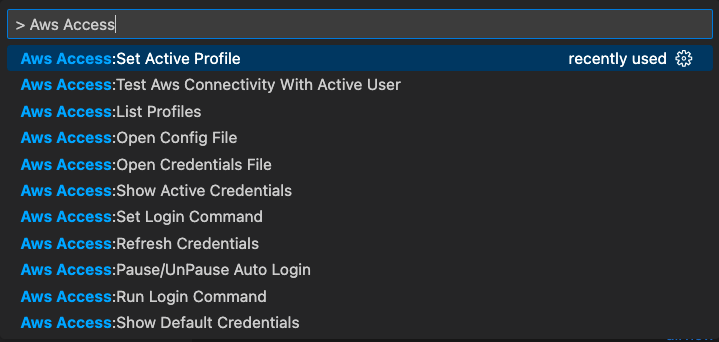 > Aws Access
Aws Access:Set Active Profile recently used
Aws Access:Test Aws Connectivity With Active User
Aws Access:List Profiles
Aws Access:Open Config File
Aws Access:Open Credentials File
Aws Access:Show Active Credentials
Aws Access:Set Login Command
Aws Access:Refresh Credentials
Aws Access:Pause/UnPause Auto Login
Aws Access:Run Login Command
Aws Access:Show Default Credentials